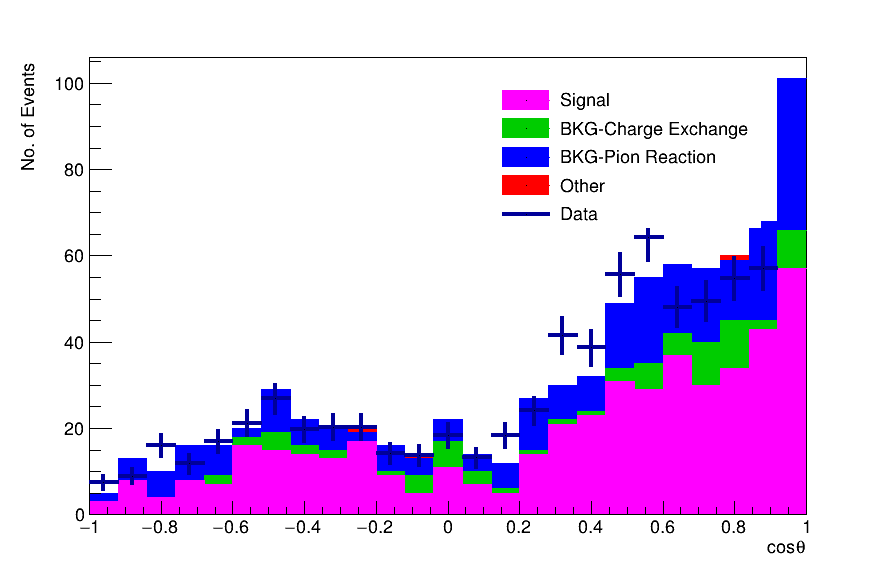 No. of Events
100
80
60
40
20
0
Signal
BKG-Charge Exchange
BKG-Pion Reaction
Other
Data
−1 −0.8 −0.6 −0.4 −0.2 0 0.2 0.4 0.6 0.8 1
cosθ